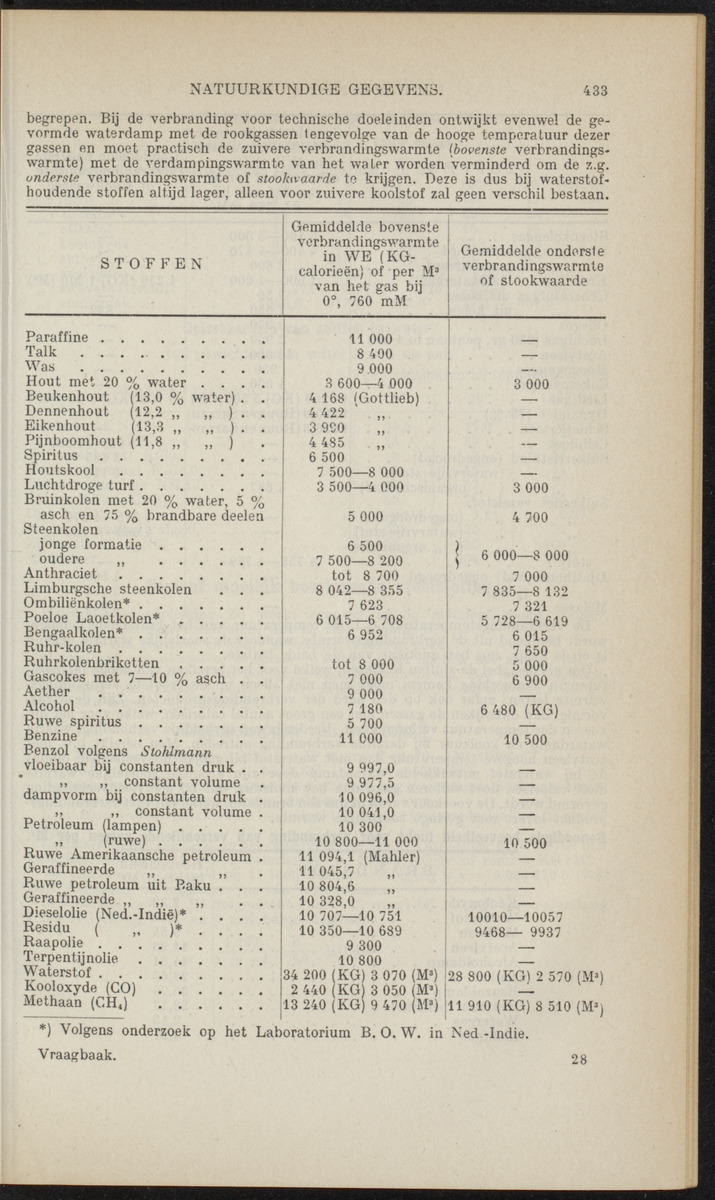 NATUURKUNDIGE GEGEVENS. 433
begrepen. Bij de verbranding voor technische doeleinden ontwijkt evenwel de ge-
vormde waterdamp met de rookgassen tengevolge van de hooge temperatuur dezer
gassen en moet practisch de zuivere verbrandingswarmte (bovenste verbrandings-
warmte) met de verdampingswarmte van het water worden verminderd om de z.g.
onderste verbrandingswarmte of stookwaarde te krijgen. Deze is dus bij waterstof-
houdende stoffen altijd lager, alleen voor zuivere koolstof zal geen verschil bestaan.
STOFFEN
Gemiddelde bovenste
verbrandingswarmte
in WE (KG-
calorieën) of per M³
van het gas bij
0°, 760 mM
Gemiddelde onderste
verbrandingswarmte
of stookwaarde
Paraffine . . . . . . . . . 11 000 —
Talk . . . . . . . . . . 8 400 —
Was . . . . . . . . . . 9 000 —
Hout met 20 % water . . . . 3 600—4 000 3 000
Beukenhout (13,0 % water) . . 4 168 (Gottlieb) —
Dennenhout (12,2 „ „ ) . . 4 422 „ —
Eikenhout (13,3 „ „ ) . . 3 990 „ —
Pijnboomhout (11,8 „ „ ) . 4 485 „ —
Spiritus . . . . . . . . . 6 500 —
Houtskool . . . . . . . . 7 500—8 000 —
Luchtdroge turf . . . . . . . 3 500—4 000 3 000
Bruinkolen met 20 % water, 5 %
asch en 75 % brandbare deelen 5 000 4 700
Steenkolen
jonge formatie . . . . . . 6 500
oudere „ . . . . . . 7 500—8 200 } 6 000—8 000
Anthraciet . . . . . . . . tot 8 700 7 000
Limburgsche steenkolen . . . 8 042—8 355 7 835—8 132
Ombiliënkolen* . . . . . . . 7 623 7 321
Poeloe Laoetkolen* . . . . . 6 015—6 708 5 728—6 619
Bengaalkolen* . . . . . . . 6 952 6 015
Ruhr-kolen . . . . . . . . 7 650
Ruhrkolenbriketten . . . . . tot 8 000 5 000
Gascokes met 7—10 % asch . . 7 000 6 900
Aether . . . . . . . . . 9 000 —
Alcohol . . . . . . . . . 7 180 6 480 (KG)
Ruwe spiritus . . . . . . . 5 700 —
Benzine . . . . . . . . . 11 000 10 500
Benzol volgens Stohlmann
vloeibaar bij constanten druk . . 9 997,0 —
„ „ constant volume . 9 977,5 —
dampvorm bij constanten druk . 10 096,0 —
„ „ constant volume . 10 041,0 —
Petroleum (lampen) . . . . . 10 300 —
„ (ruwe) . . . . . . 10 800—11 000 10 500
Ruwe Amerikaansche petroleum . 11 094,1 (Mahler) —
Geraffineerde „ „ . 11 045,7 „ —
Ruwe petroleum uit Baku . . . 10 804,6 „ —
Geraffineerde „ „ „ . . 10 328,0 „ —
Dieselolie (Ned.-Indië)* . . . . 10 707—10 751 10010—10057
Residu ( „ )* . . . . 10 350—10 689 9468— 9937
Raapolie . . . . . . . . . 9 300 —
Terpentijnolie . . . . . . . 10 800 —
Waterstof . . . . . . . . . 34 200 (KG) 3 070 (M³) 28 800 (KG) 2 570 (M³)
Kooloxyde (CO) . . . . . . 2 440 (KG) 3 050 (M³) —
Methaan (CH₄) . . . . . . 13 240 (KG) 9 470 (M³) 11 910 (KG) 8 510 (M³)
*) Volgens onderzoek op het Laboratorium B. O. W. in Ned -Indie.
Vraagbaak. 28